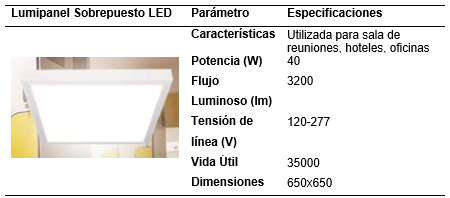 Lumipanel Sobrepuesto LED Parámetro Especificaciones
Características Utilizada para sala de
reuniones, hoteles, oficinas
Potencia (W) 40
Flujo 3200
Luminoso (lm)
Tensión de 120-277
línea (V)
Vida Útil 35000
Dimensiones 650x650